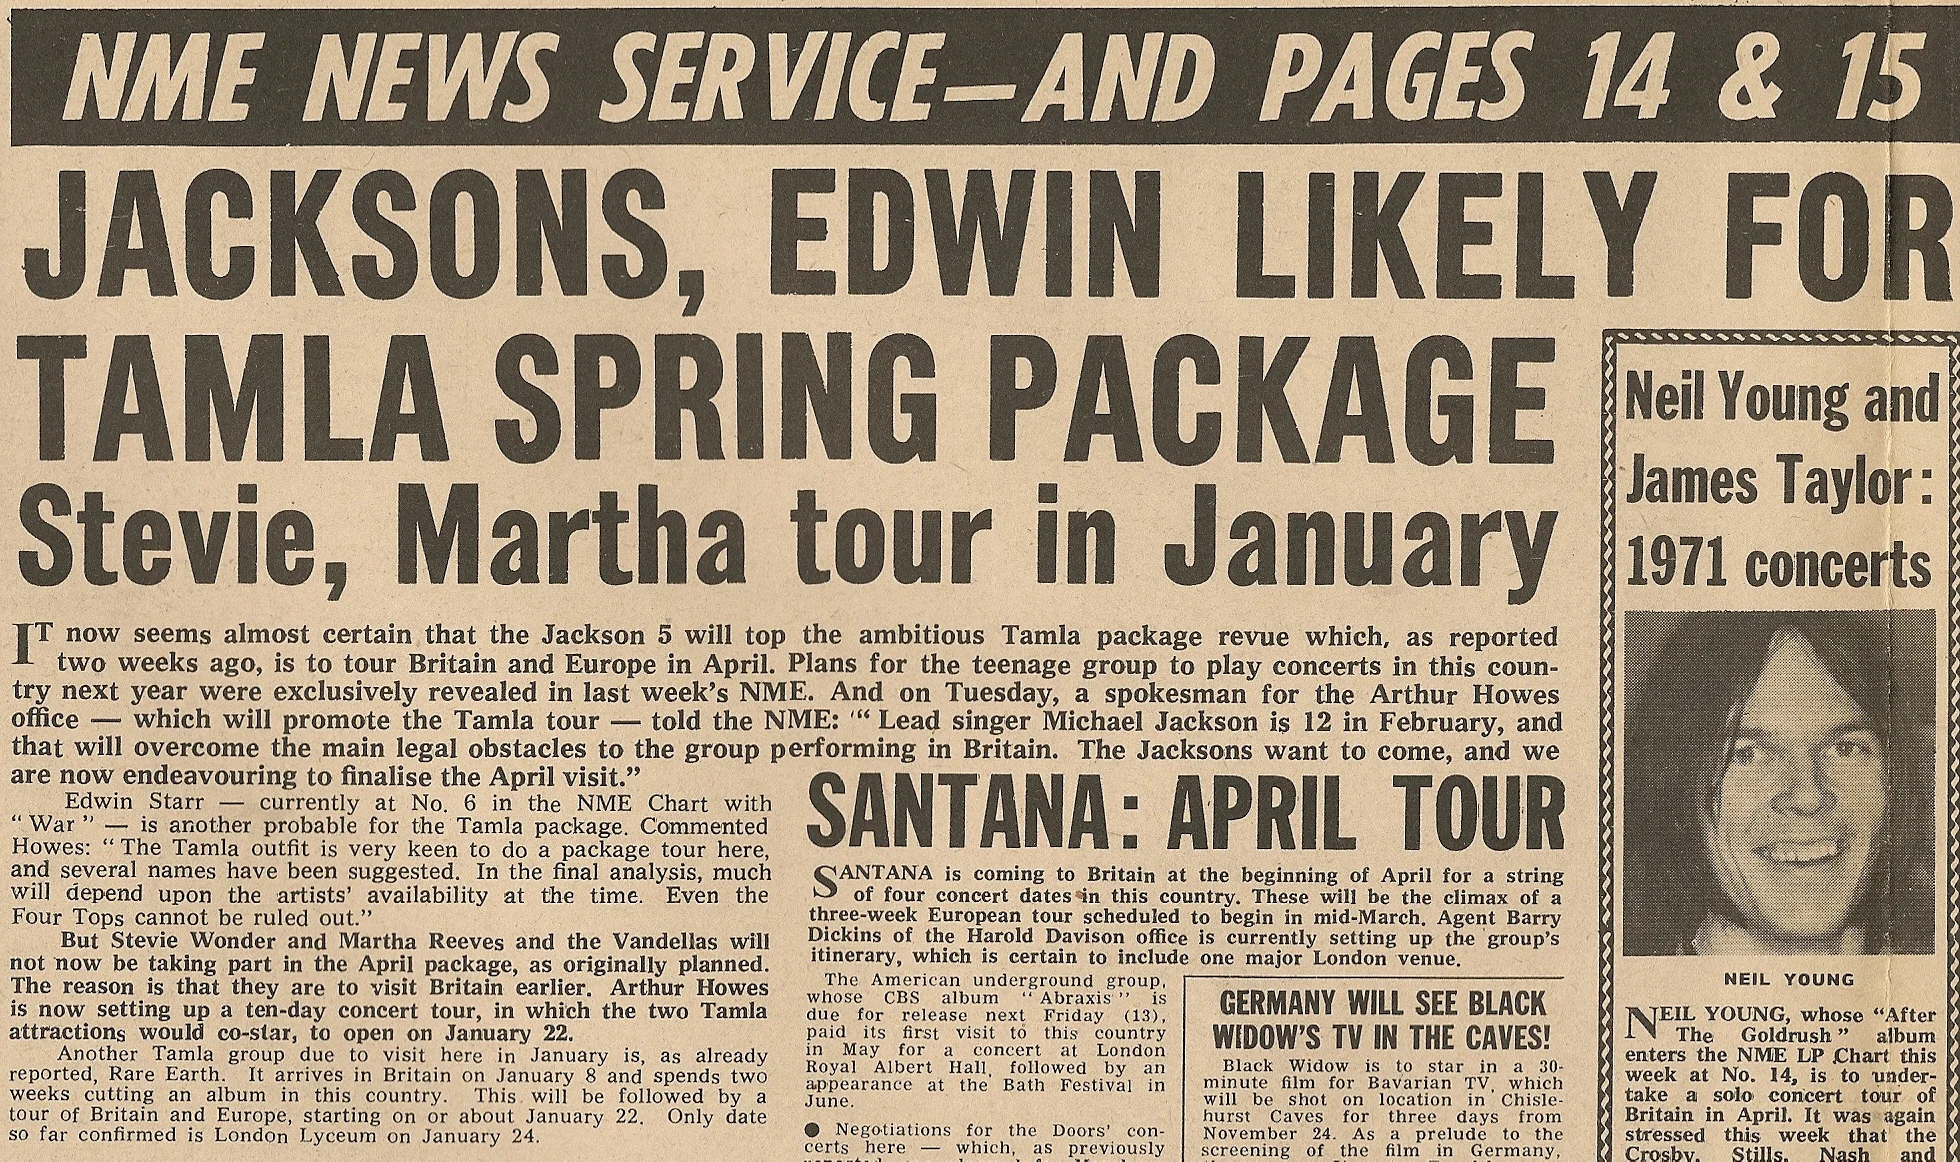 NME NEWS SERVICE—AND PAGES 14 & 15
JACKSONS, EDWIN LIKELY FOR
TAMLA SPRING PACKAGE
Stevie, Martha tour in January
IT now seems almost certain that the Jackson 5 will top the ambitious Tamla package revue which, as reported
two weeks ago, is to tour Britain and Europe in April. Plans for the teenage group to play concerts in this coun-
try next year were exclusively revealed in last week's NME. And on Tuesday, a spokesman for the Arthur Howes
office — which will promote the Tamla tour — told the NME: '“ Lead singer Michael Jackson is 12 in February, and
that will overcome the main legal obstacles to the group performing in Britain. The Jacksons want to come, and we
are now endeavouring to finalise the April visit.”
Edwin Starr — currently at No. 6 in the NME Chart with
“ War ” — is another probable for the Tamla package. Commented
Howes: “ The Tamla outfit is very keen to do a package tour here,
and several names have been suggested. In the final analysis, much
will depend upon the artists' availability at the time. Even the
Four Tops cannot be ruled out.”
But Stevie Wonder and Martha Reeves and the Vandellas will
not now be taking part in the April package, as originally planned.
The reason is that they are to visit Britain earlier. Arthur Howes
is now setting up a ten-day concert tour, in which the two Tamla
attractions would co-star, to open on January 22.
Another Tamla group due to visit here in January is, as already
reported, Rare Earth. It arrives in Britain on January 8 and spends two
weeks cutting an album in this country. This will be followed by a
tour of Britain and Europe, starting on or about January 22. Only date
so far confirmed is London Lyceum on January 24.
SANTANA: APRIL TOUR
SANTANA is coming to Britain at the beginning of April for a string
of four concert dates in this country. These will be the climax of a
three-week European tour scheduled to begin in mid-March. Agent Barry
Dickins of the Harold Davison office is currently setting up the group's
itinerary, which is certain to include one major London venue.
The American underground group,
whose CBS album “ Abraxis ” is
due for release next Friday (13),
paid its first visit to this country
in May for a concert at London
Royal Albert Hall, followed by an
appearance at the Bath Festival in
June.
● Negotiations for the Doors' con-
certs here — which, as previously
GERMANY WILL SEE BLACK
WIDOW'S TV IN THE CAVES!
Black Widow is to star in a 30-
minute film for Bavarian TV, which
will be shot on location in Chisle-
hurst Caves for three days from
November 24. As a prelude to the
screening of the film in Germany,
Neil Young and
James Taylor:
1971 concerts
NEIL YOUNG
NEIL YOUNG, whose “After
The Goldrush ” album
enters the NME LP Chart this
week at No. 14, is to under-
take a solo concert tour of
Britain in April. It was again
stressed this week that the
Crosby, Stills, Nash and